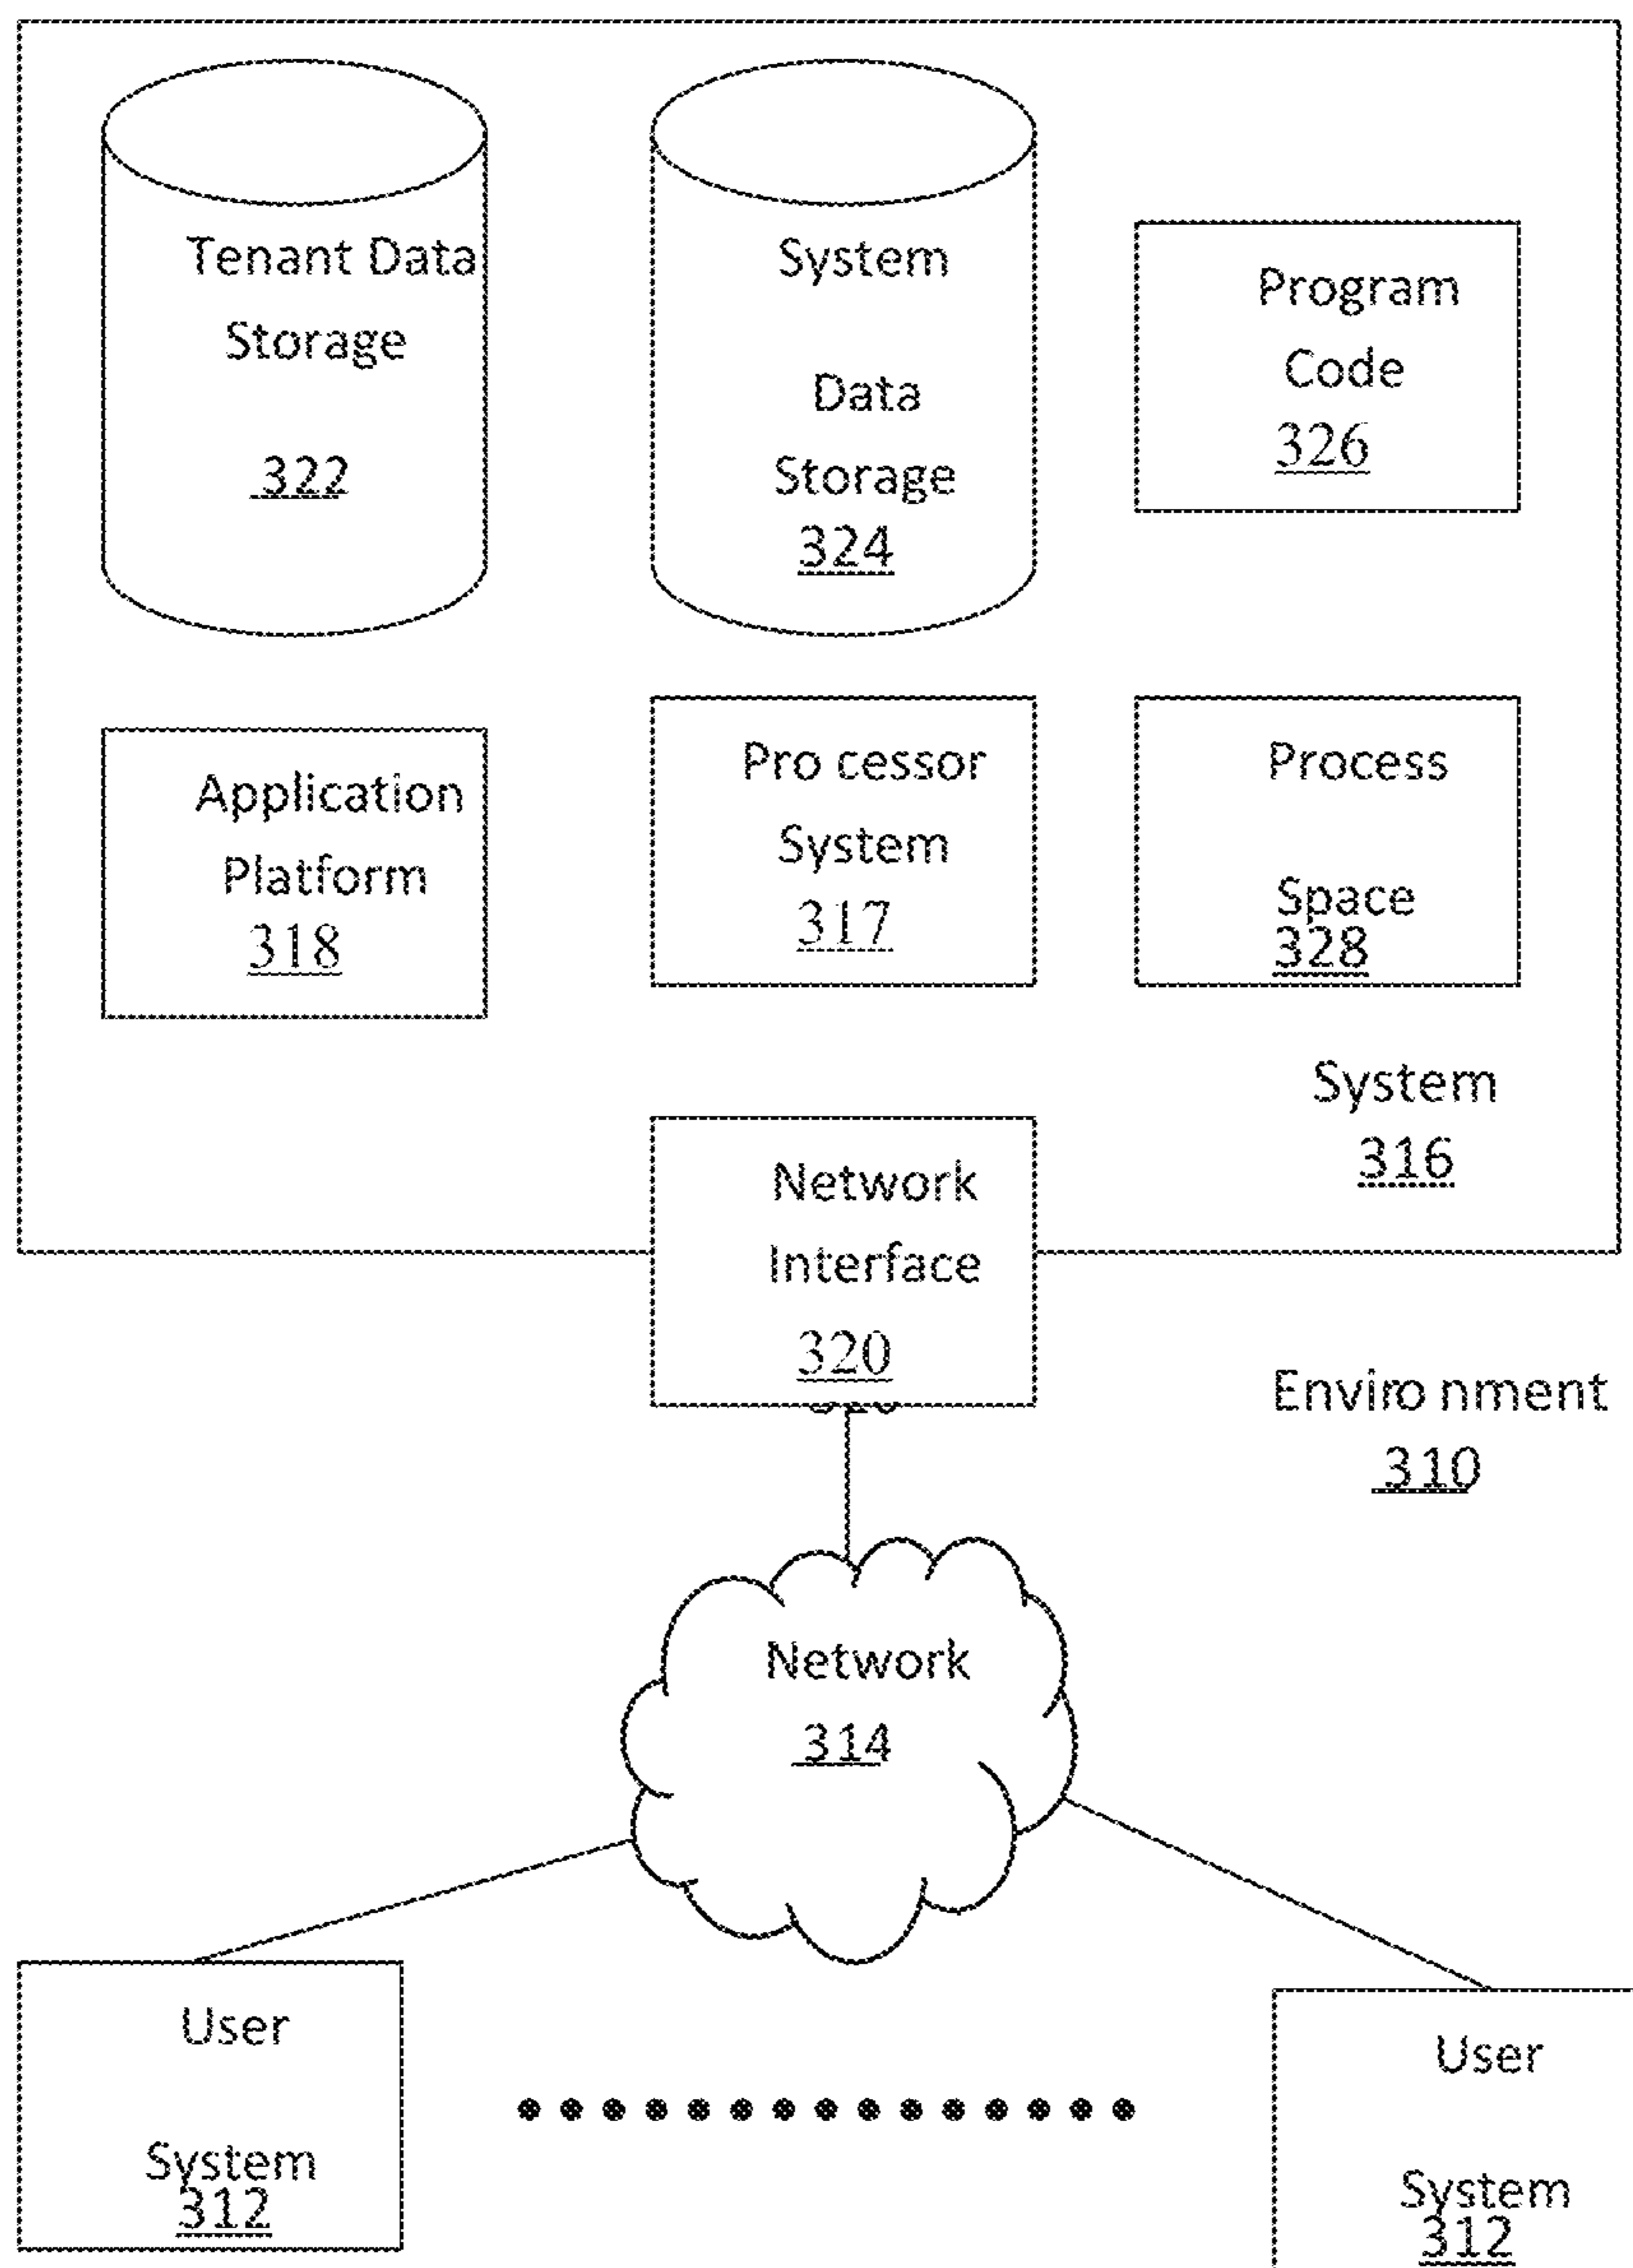 Tenant Data
Storage
322
System
Data
Storage
324
Program
Code
326
Application
Platform
318
Pro cessor
System
317
Process
Space
328
System
316
Network
Interface
320
Enviro nment
310
Network
314
User
System
312
User
System
312